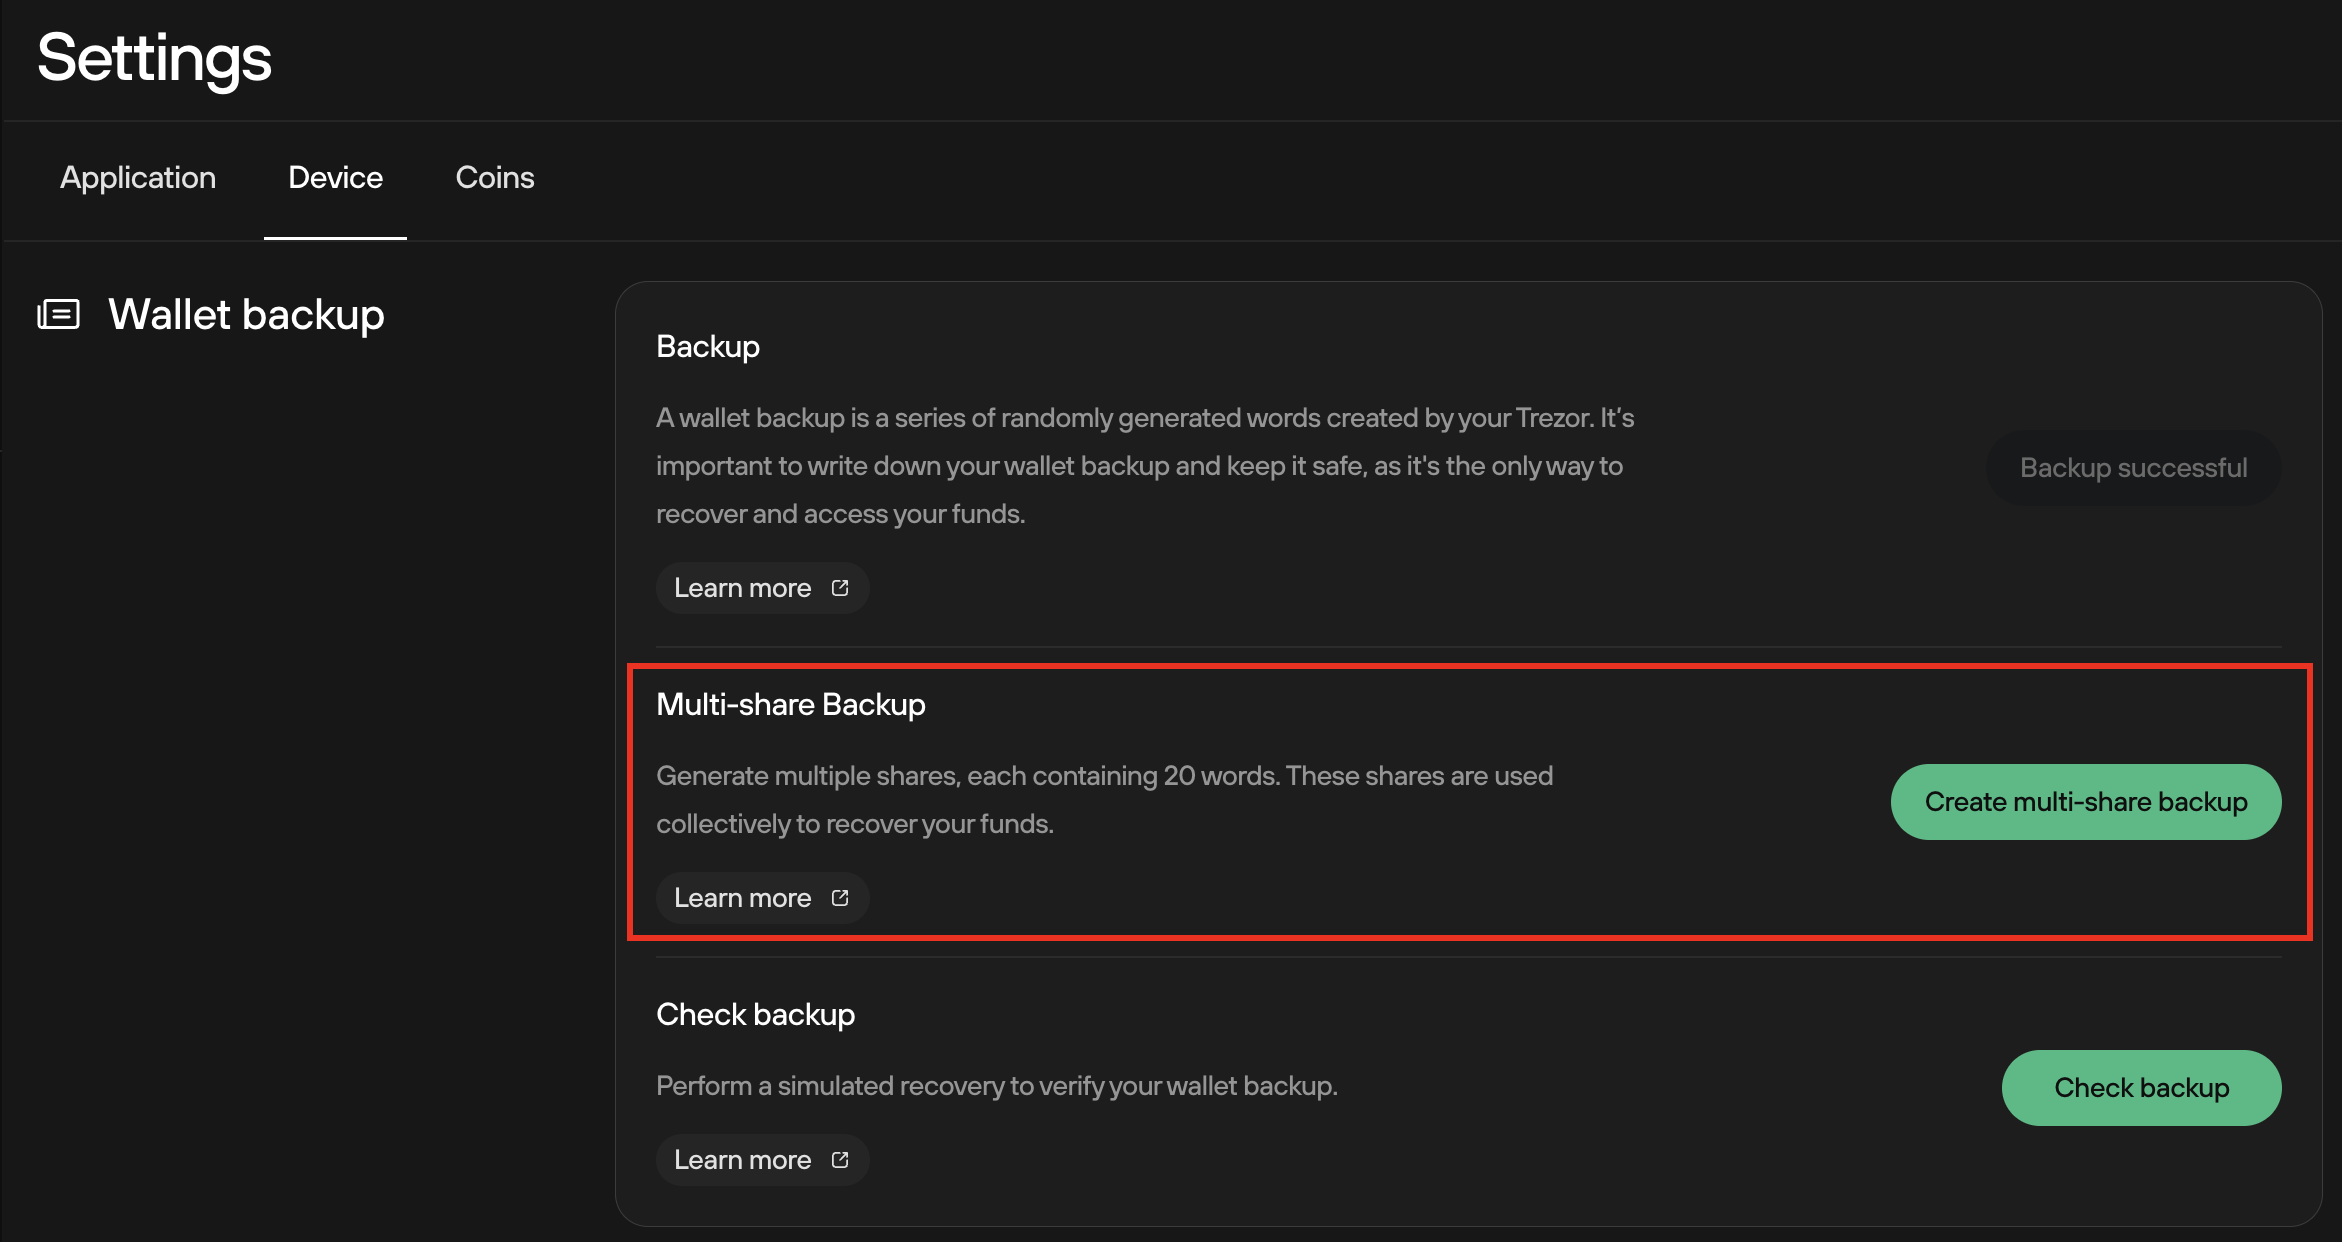 Settings
Application
Device
Coins
Wallet backup
Backup
A wallet backup is a series of randomly generated words created by your Trezor. It’s
important to write down your wallet backup and keep it safe, as it's the only way to
recover and access your funds.
Backup successful
Learn more
Multi-share Backup
Generate multiple shares, each containing 20 words. These shares are used
collectively to recover your funds.
Create multi-share backup
Learn more
Check backup
Perform a simulated recovery to verify your wallet backup.
Check backup
Learn more